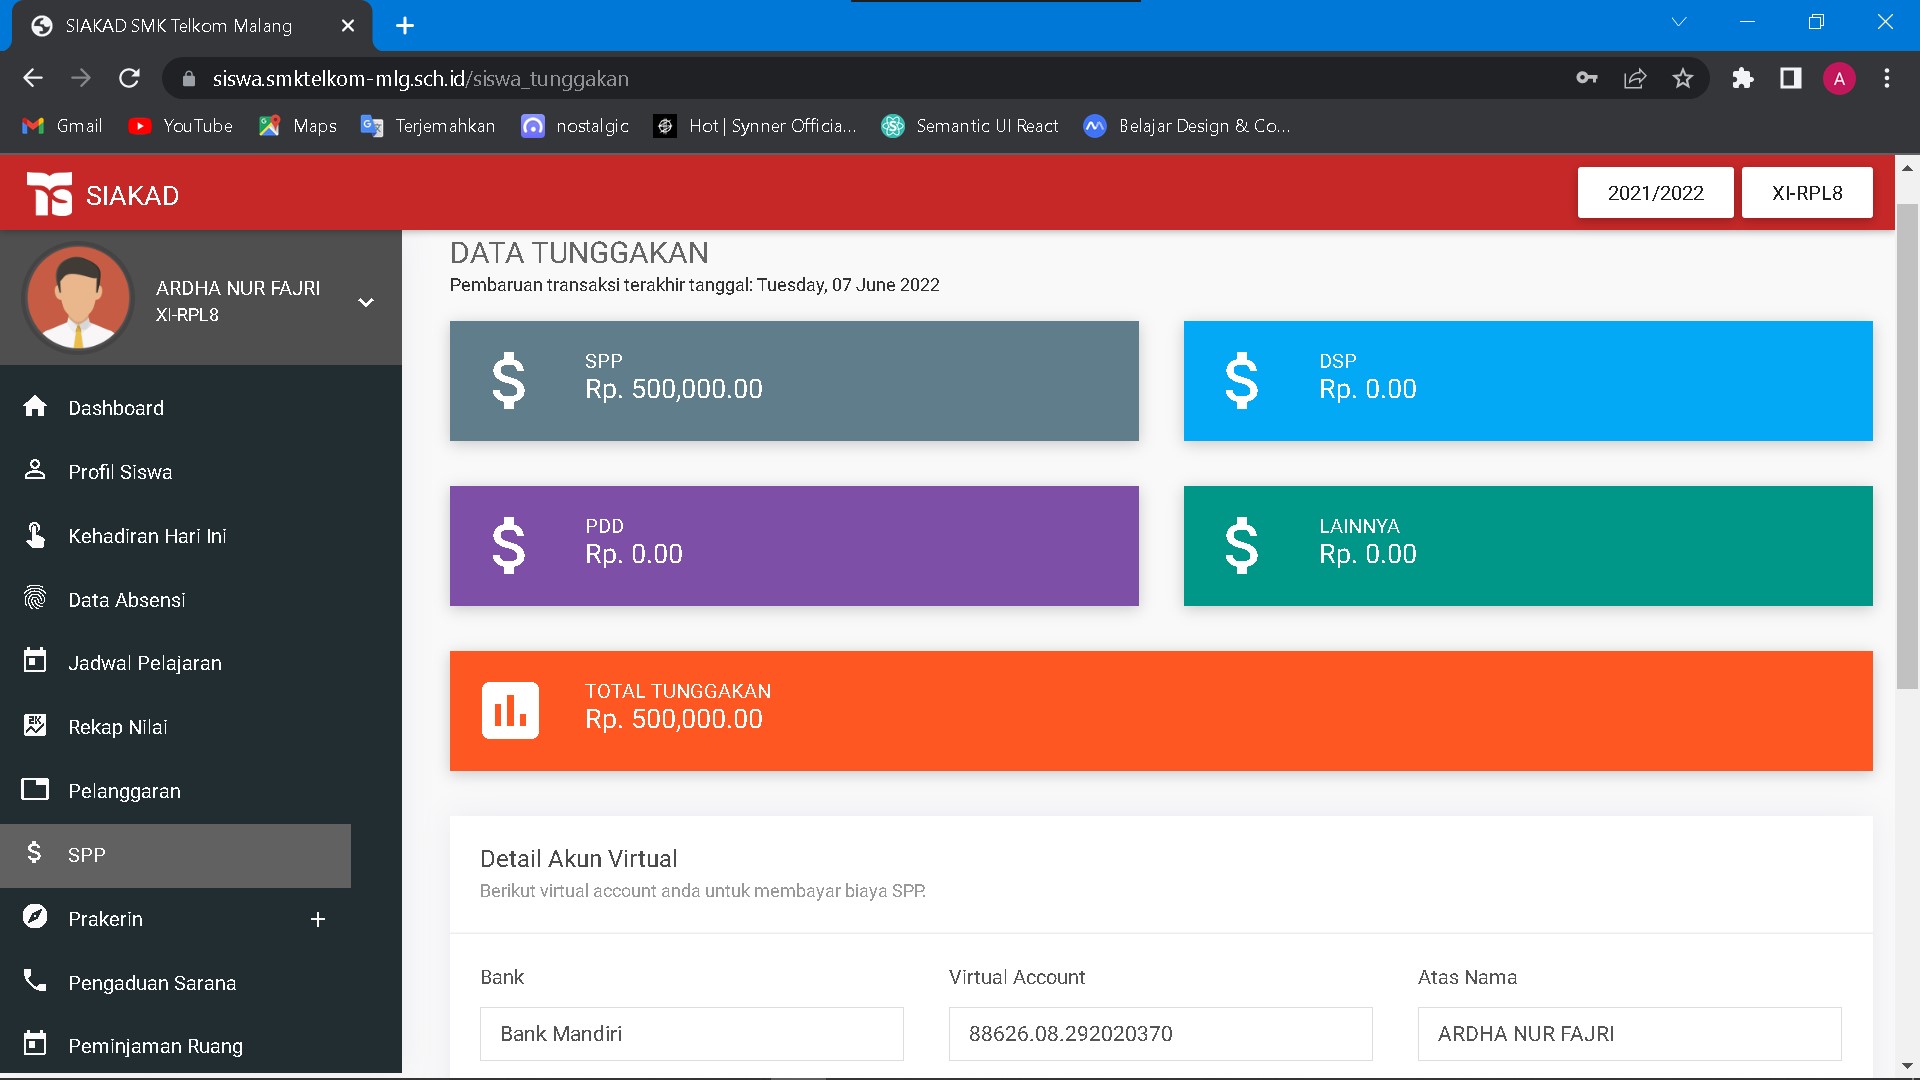 SIAKAD SMK Telkom Malang
siswa.smktelkom-mlg.sch.id/siswa_tunggakan
A
Gmail
YouTube
Maps
Terjemahkan
nostalgic
Hot | Synner Officia...
Semantic UI React
Belajar Design & Co...
TS SIAKAD
2021/2022
XI-RPL8
ARDHA NUR FAJRI
XI-RPL8
Dashboard
Profil Siswa
Kehadiran Hari Ini
Data Absensi
Jadwal Pelajaran
Rekap Nilai
Pelanggaran
$ SPP
Prakerin +
Pengaduan Sarana
Peminjaman Ruang
DATA TUNGGAKAN
Pembaruan transaksi terakhir tanggal: Tuesday, 07 June 2022
$ SPP
Rp. 500,000.00
$ DSP
Rp. 0.00
$ PDD
Rp. 0.00
$ LAINNYA
Rp. 0.00
TOTAL TUNGGAKAN
Rp. 500,000.00
Detail Akun Virtual
Berikut virtual account anda untuk membayar biaya SPP.
Bank
Bank Mandiri
Virtual Account
88626.08.292020370
Atas Nama
ARDHA NUR FAJRI